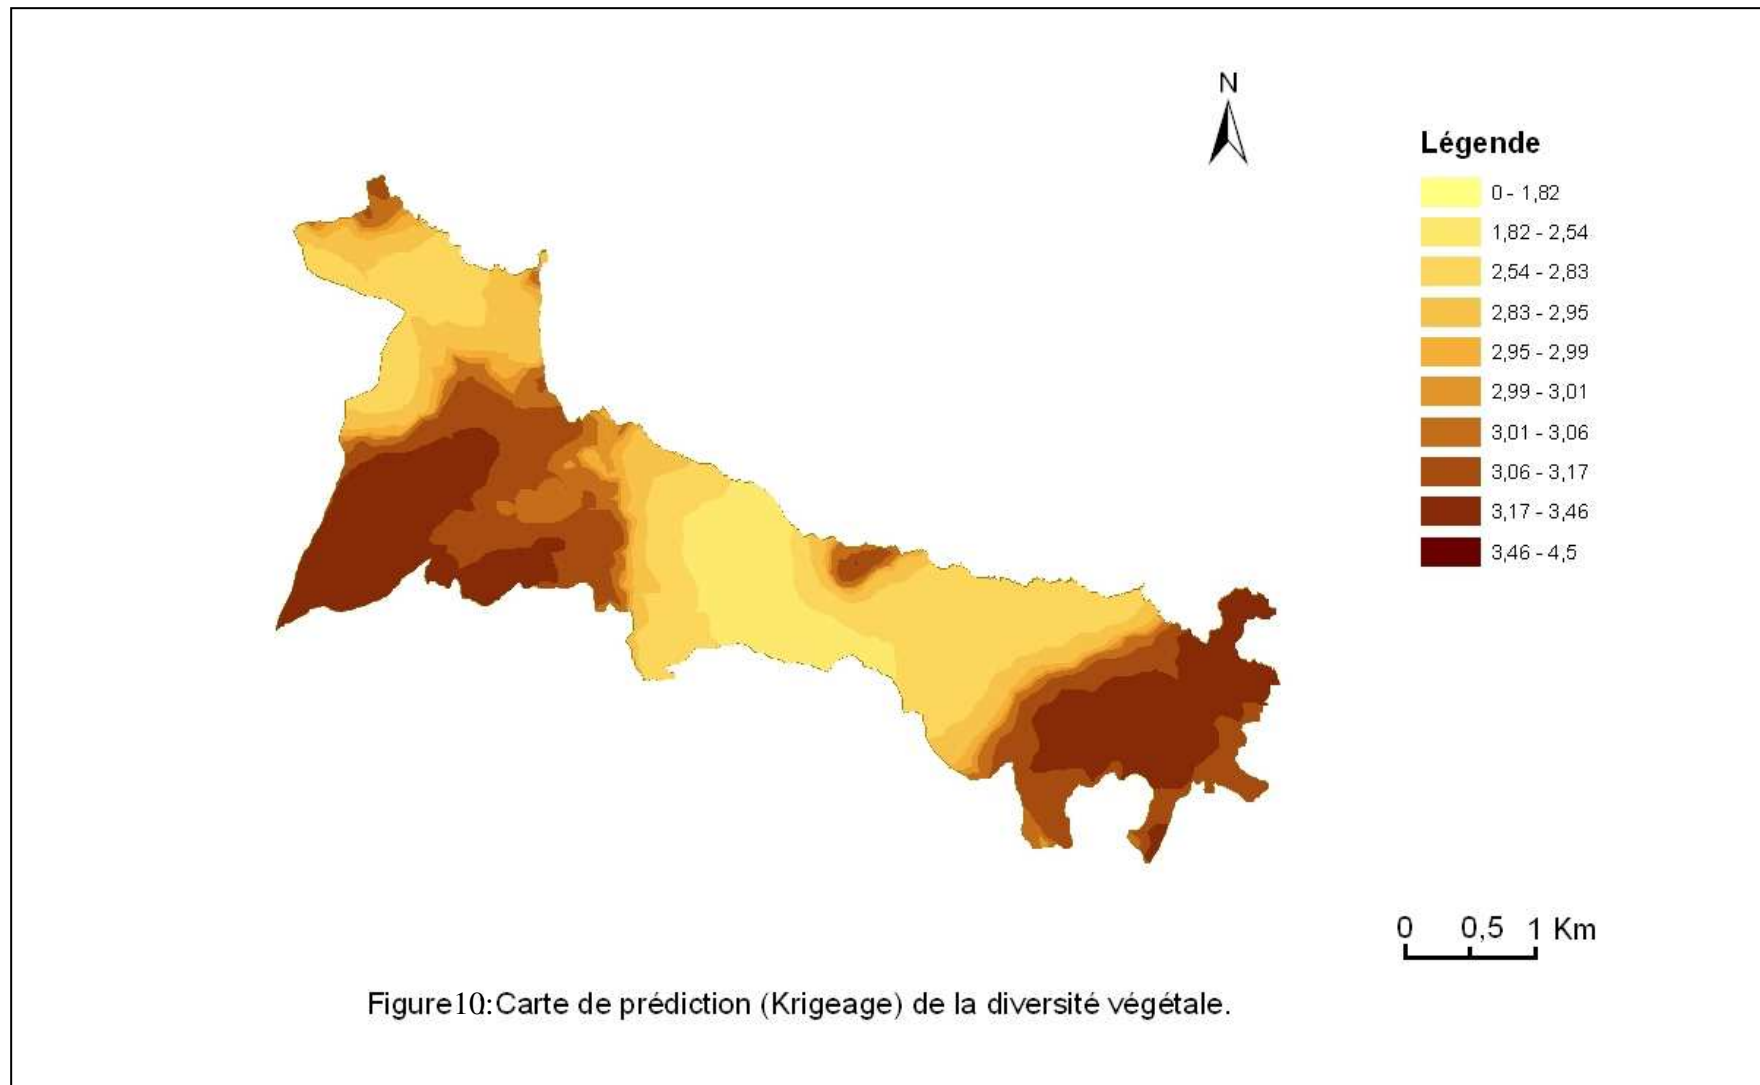 N
Légende
0 - 1,82
1,82 - 2,54
2,54 - 2,83
2,83 - 2,95
2,95 - 2,99
2,99 - 3,01
3,01 - 3,06
3,06 - 3,17
3,17 - 3,46
3,46 - 4,5
0 0,5 1 Km
Figure10:Carte de prédiction (Krigeage) de la diversité végétale.